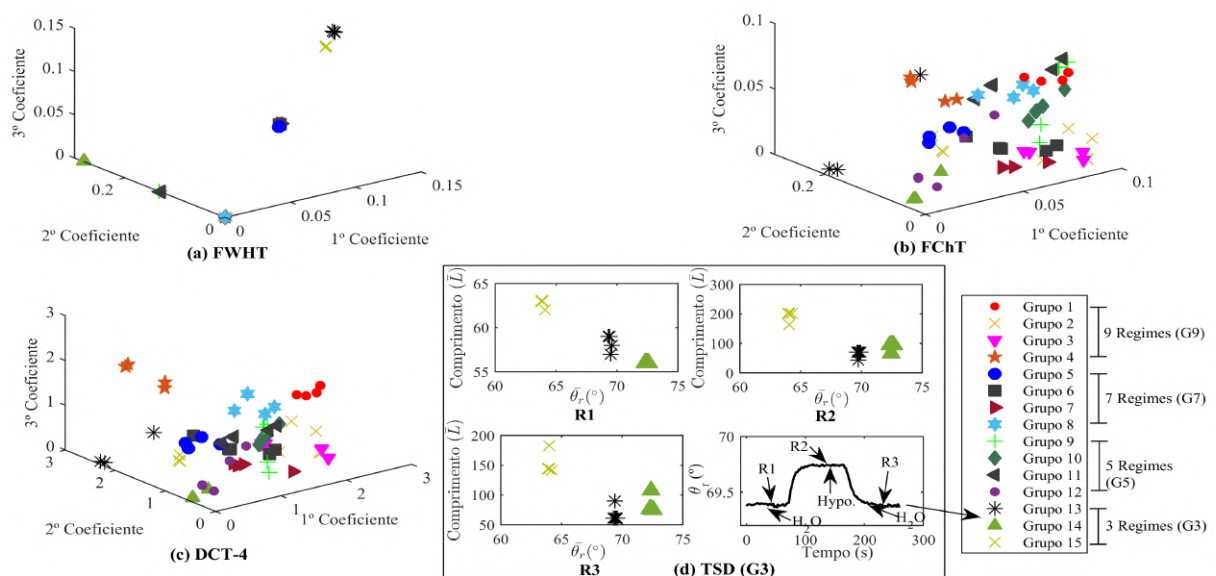 0.15
0.1
0.05
0
3º Coeficiente
0.2
2º Coeficiente
0
0
0.05
0.1
0.15
1º Coeficiente
(a) FWHT
0.1
0.05
0
3º Coeficiente
0.2
2º Coeficiente
0
0
0.05
0.1
1º Coeficiente
(b) FChT
3
2
1
0
3º Coeficiente
3
2
1
0
2º Coeficiente
0
1
2
3
1º Coeficiente
(c) DCT-4
65
60
55
Comprimento (L̄)
60 65 70 75
θ̄r(°)
R1
300
200
100
0
Comprimento (L̄)
60 65 70 75
θ̄r(°)
R2
200
150
100
50
Comprimento (L̄)
60 65 70 75
θ̄r(°)
R3
70
69.5
69
θr (°)
R1
R2
R3
Hypo.
H2O
H2O
0 100 200 300
Tempo (s)
(d) TSD (G3)
Grupo 1
Grupo 2
Grupo 3
Grupo 4
Grupo 5
Grupo 6
Grupo 7
Grupo 8
Grupo 9
Grupo 10
Grupo 11
Grupo 12
Grupo 13
Grupo 14
Grupo 15
9 Regimes (G9)
7 Regimes (G7)
5 Regimes
(G5)
3 Regimes (G3)